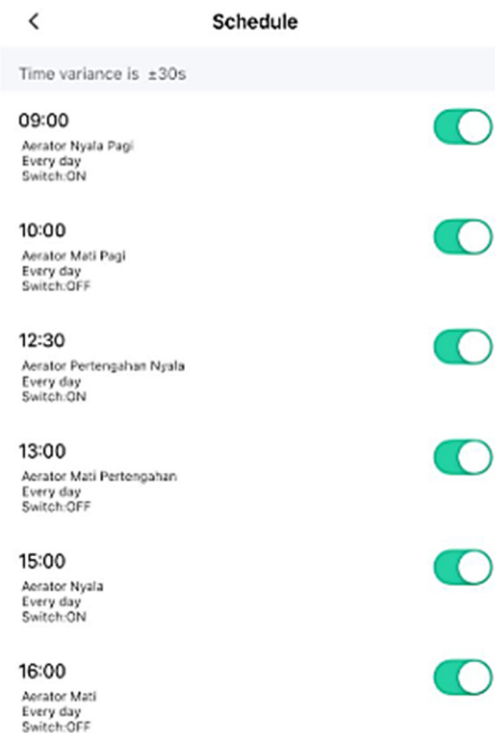 Schedule
Time variance is ±30s
09:00
Aerator Nyala Pagi
Every day
Switch:ON
10:00
Aerator Mati Pagi
Every day
Switch:OFF
12:30
Aerator Pertengahan Nyala
Every day
Switch:ON
13:00
Aerator Mati Pertengahan
Every day
Switch:OFF
15:00
Aerator Nyala
Every day
Switch:ON
16:00
Aerator Mati
Every day
Switch:OFF